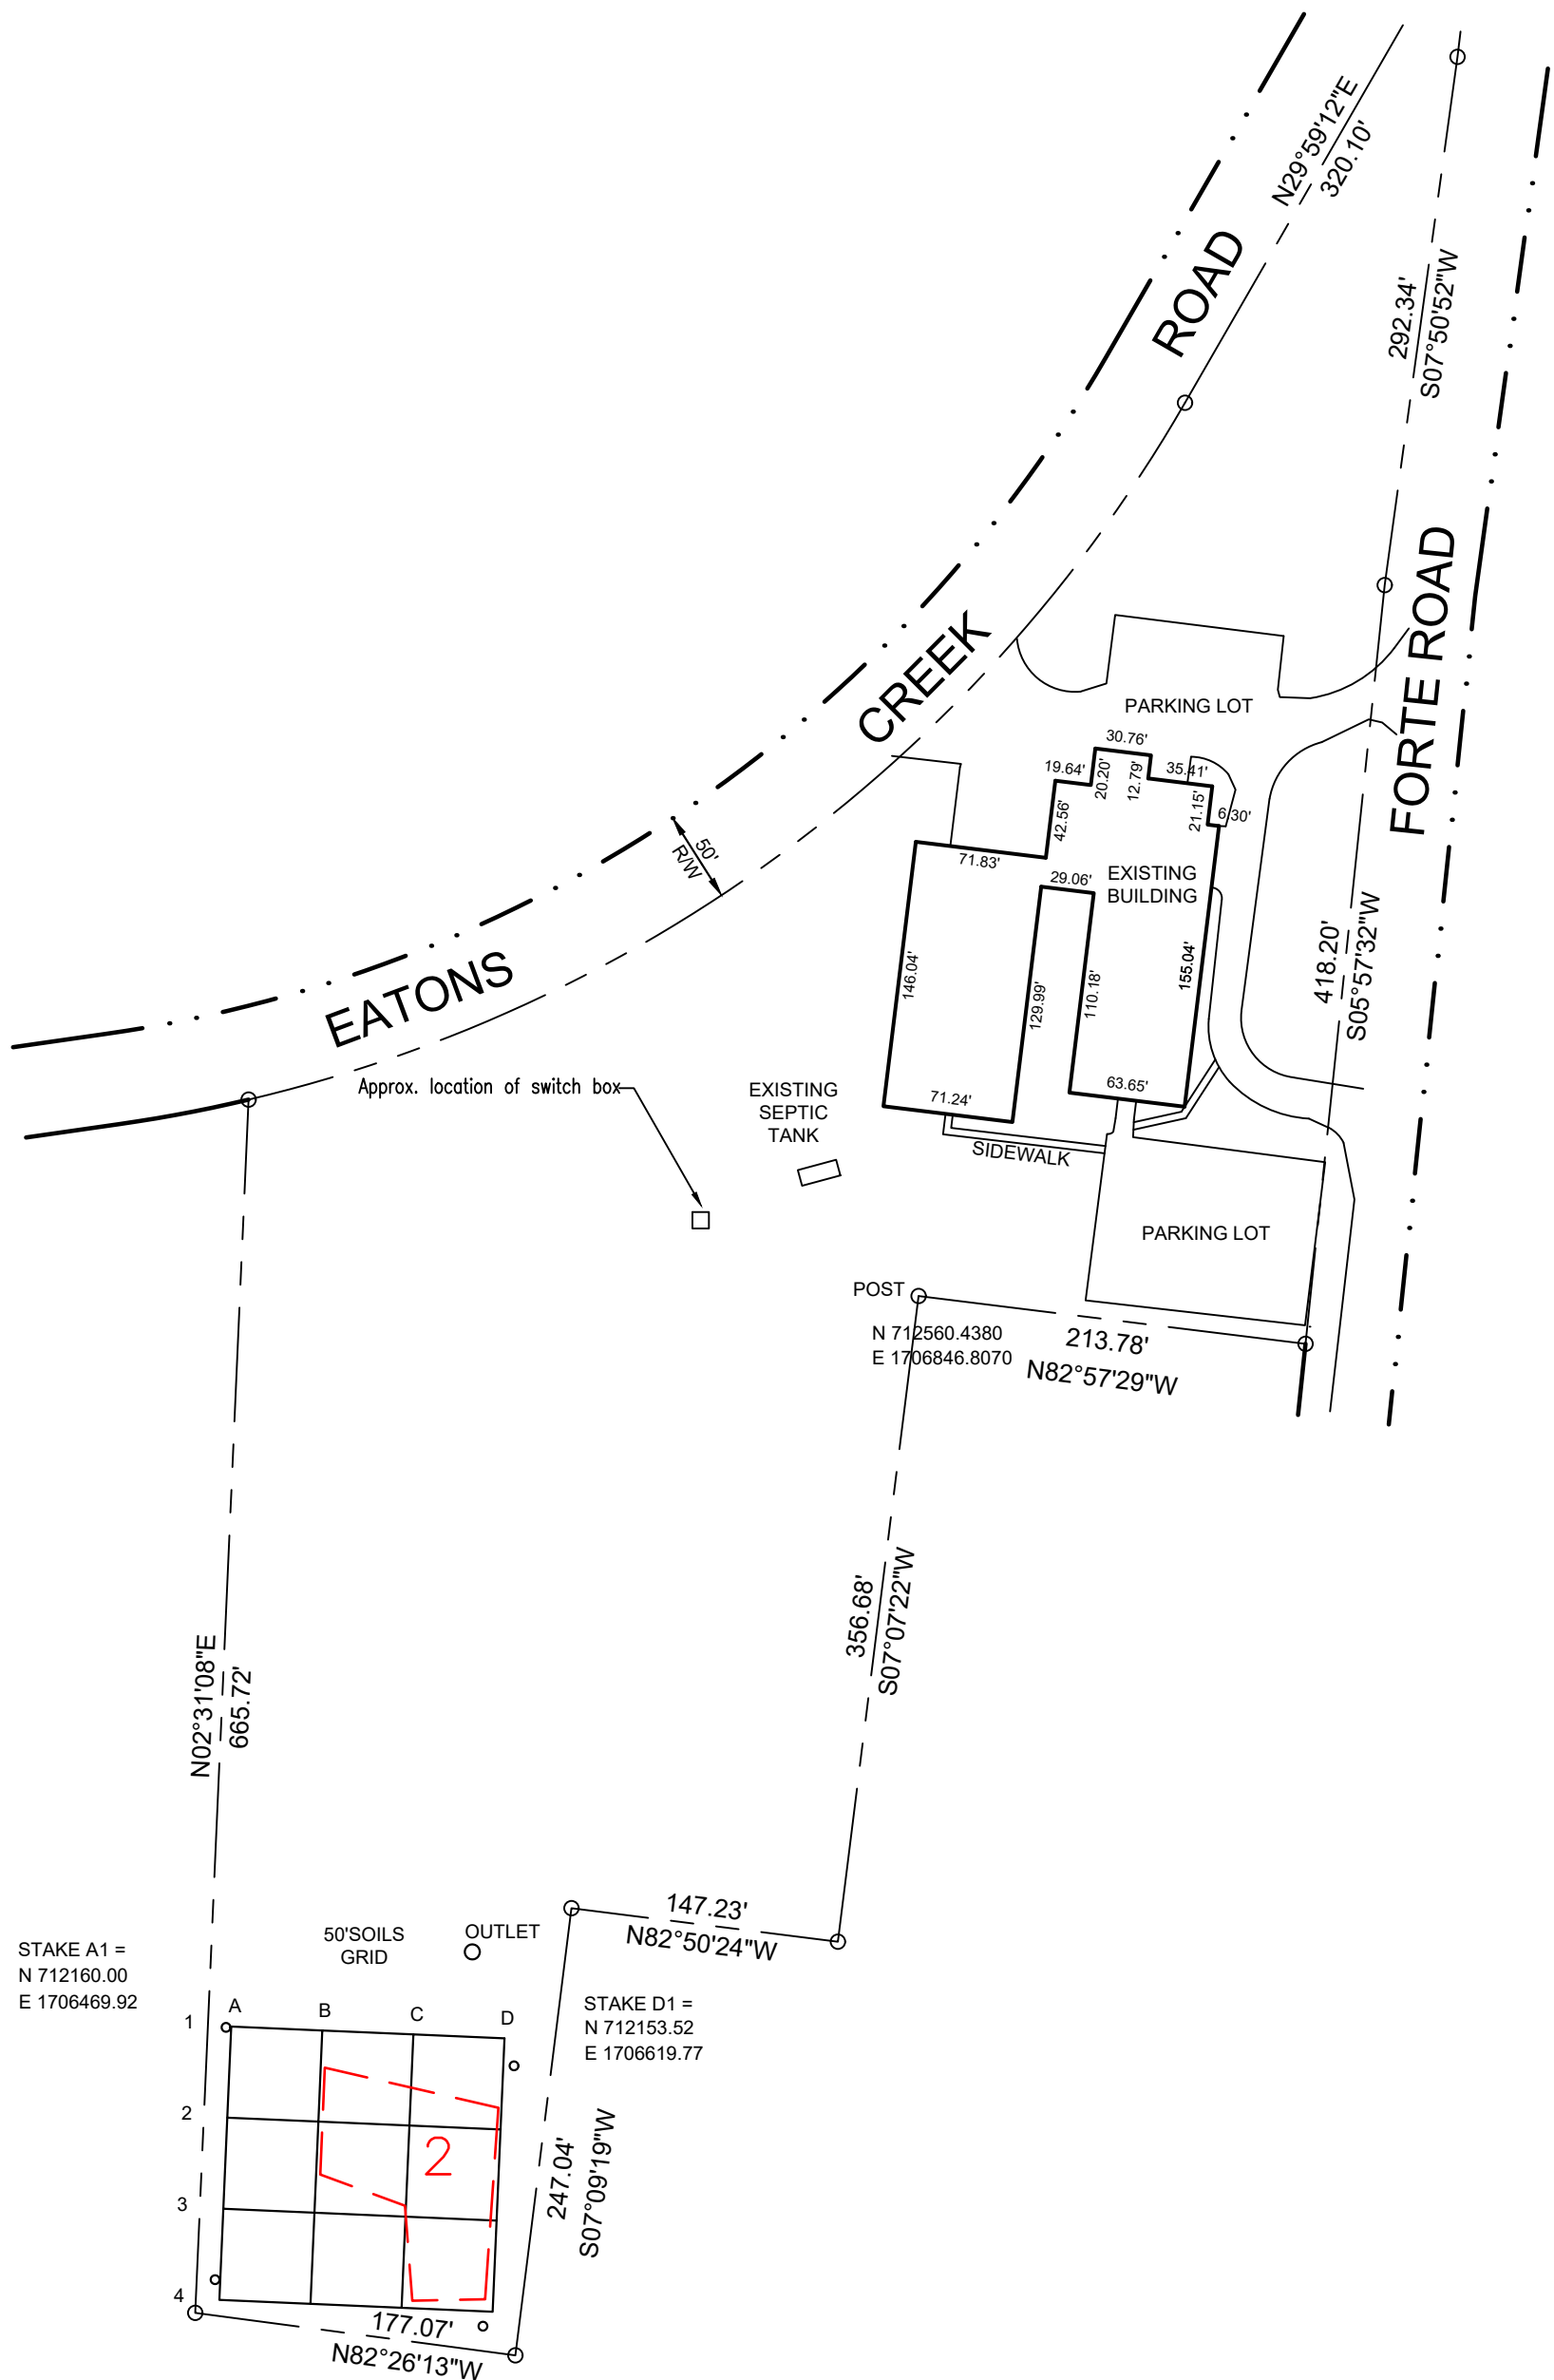 N29°59'12"E
320.10'
ROAD
292.34'
S07°50'52"W
FORTE ROAD
CREEK
PARKING LOT
30.76'
19.64'
20.20'
12.79'
35.41'
21.15'
6.30'
42.56'
50'
R/W
71.83'
29.06'
EXISTING
BUILDING
418.20'
S05°57'32"W
146.04'
129.99'
110.18'
155.04'
EATONS
Approx. location of switch box
EXISTING
SEPTIC
TANK
71.24'
63.65'
SIDEWALK
PARKING LOT
POST
N 712560.4380
E 1706846.8070
213.78'
N82°57'29"W
356.68'
S07°07'22"W
N02°31'08"E
665.72'
147.23'
N82°50'24"W
50'SOILS
GRID
OUTLET
STAKE A1 =
N 712160.00
E 1706469.92
STAKE D1 =
N 712153.52
E 1706619.77
A
B
C
D
1
2
3
4
2
247.04'
S07°09'19"W
177.07'
N82°26'13"W